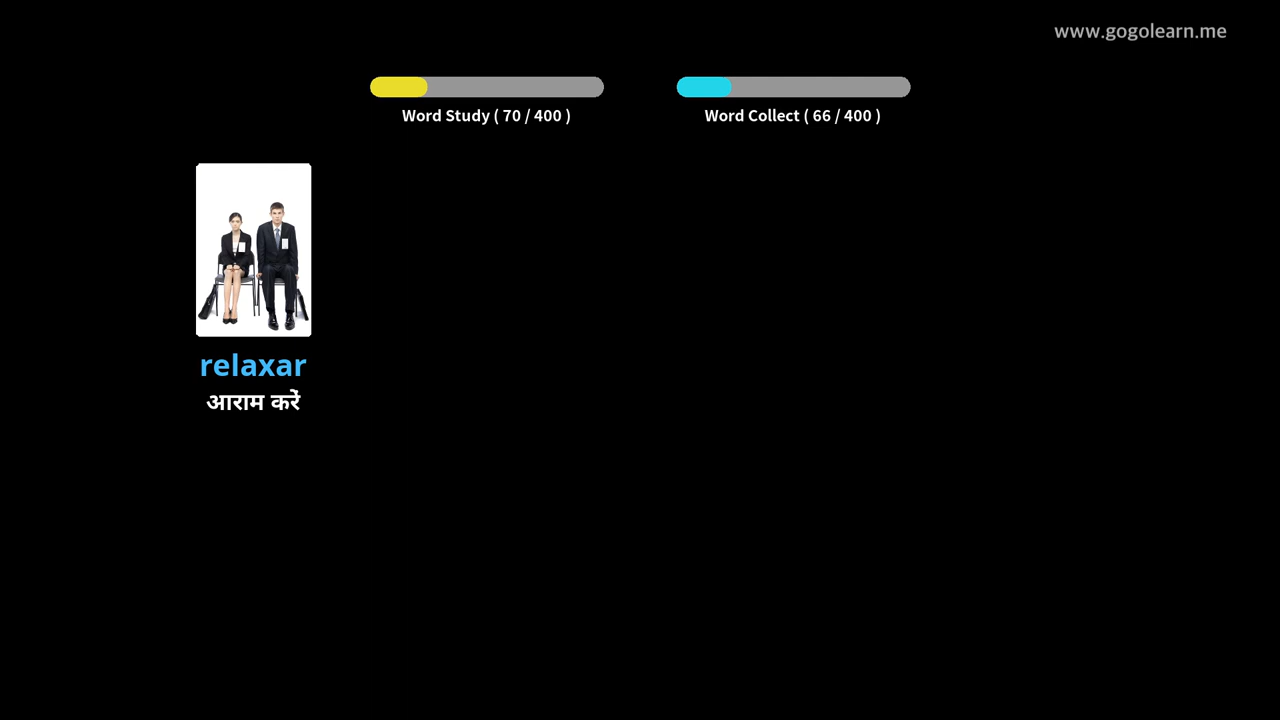 www.gogolearn.me
Word Study ( 70 / 400 )
Word Collect ( 66 / 400 )
relaxar
आराम करें